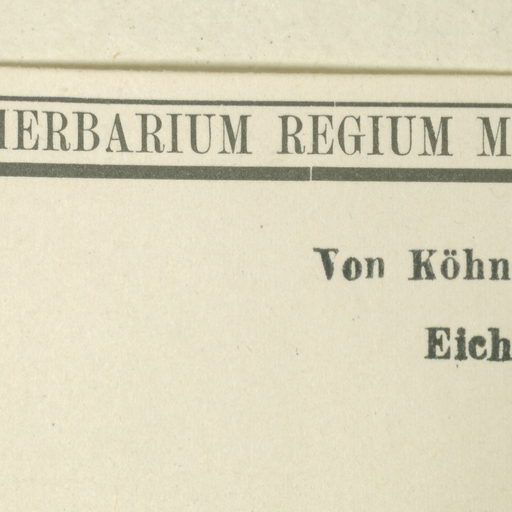 HERBARIUM REGIUM M
Von Köhn
Eich